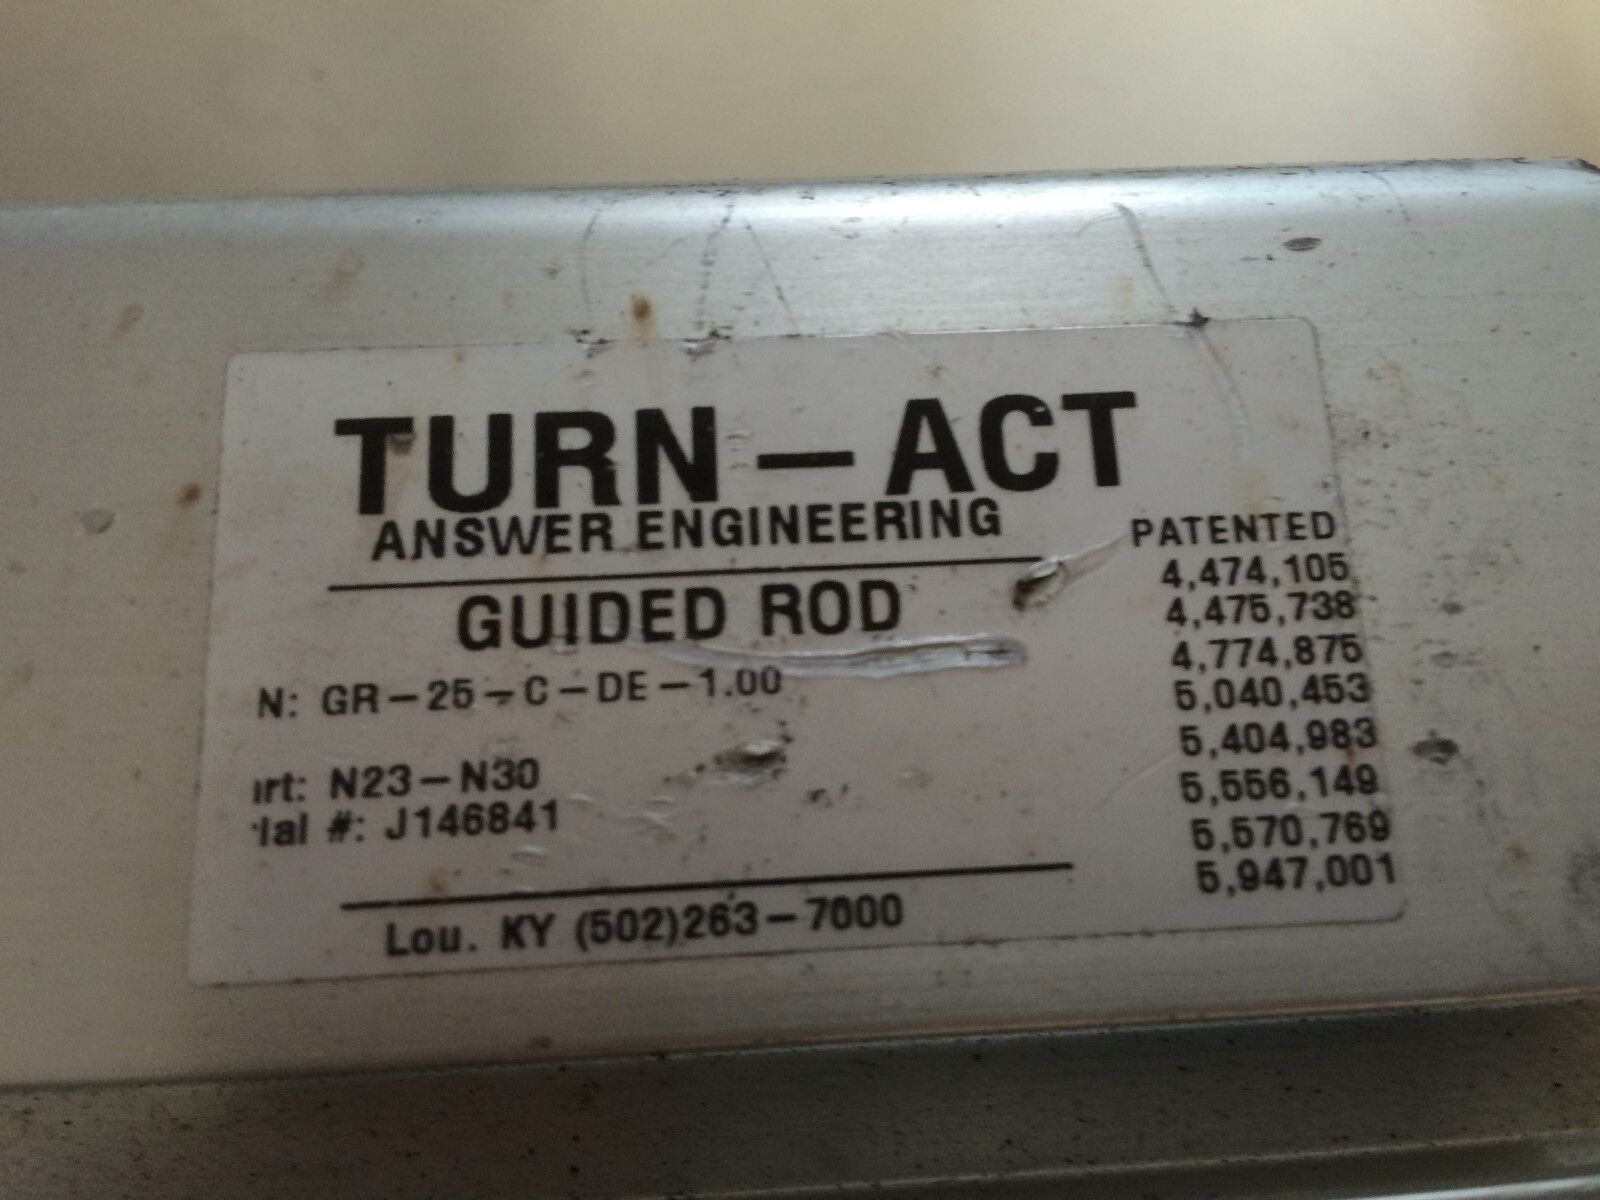 TURN-ACT
ANSWER ENGINEERING
GUIDED ROD
N: GR-25-C-DE-1.00
art: N23-N30
ial #: J146841
Lou. KY (502)263-7000
PATENTED
4,474,105
4,475,738
4,774,875
5,040,453
5,404,983
5,556,149
5,570,769
5,947,001